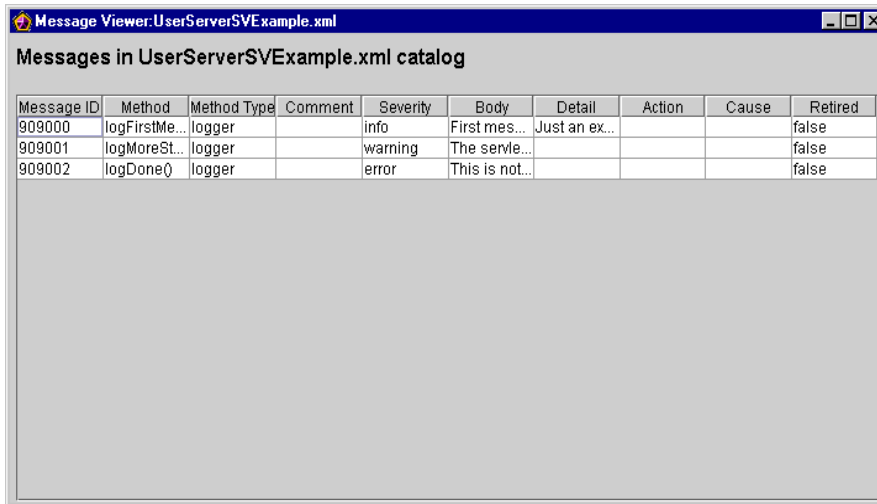 Message Viewer:UserServerSVExample.xml
Messages in UserServerSVExample.xml catalog
Message ID Method Method Type Comment Severity Body Detail Action Cause Retired
909000 logFirstMe... logger info First mes... Just an ex... false
909001 logMoreSt... logger warning The servle... false
909002 logDone() logger error This is not... false